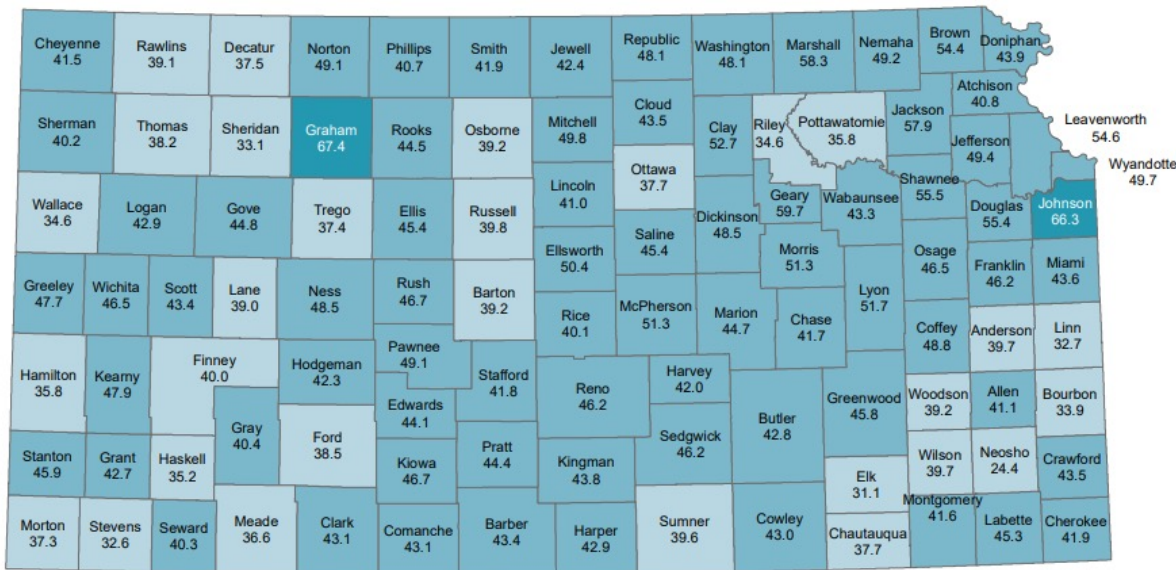 Cheyenne
41.5
Rawlins
39.1
Decatur
37.5
Norton
49.1
Phillips
40.7
Smith
41.9
Jewell
42.4
Republic
48.1
Washington
48.1
Marshall
58.3
Nemaha
49.2
Brown
54.4
Doniphan
43.9
Sherman
40.2
Thomas
38.2
Sheridan
33.1
Graham
67.4
Rooks
44.5
Osborne
39.2
Mitchell
49.8
Cloud
43.5
Clay
52.7
Riley
34.6
Pottawatomie
35.8
Jackson
57.9
Atchison
40.8
Jefferson
49.4
Leavenworth
54.6
Wyandotte
49.7
Wallace
34.6
Logan
42.9
Gove
44.8
Trego
37.4
Ellis
45.4
Russell
39.8
Lincoln
41.0
Ottawa
37.7
Saline
45.4
Dickinson
48.5
Geary
59.7
Wabaunsee
43.3
Shawnee
55.5
Douglas
55.4
Johnson
66.3
Greeley
47.7
Wichita
46.5
Scott
43.4
Lane
39.0
Ness
48.5
Rush
46.7
Barton
39.2
Ellsworth
50.4
Rice
40.1
McPherson
51.3
Marion
44.7
Morris
51.3
Chase
41.7
Lyon
51.7
Osage
46.5
Franklin
46.2
Miami
43.6
Coffey
48.8
Anderson
39.7
Linn
32.7
Hamilton
35.8
Kearny
47.9
Finney
40.0
Hodgeman
42.3
Pawnee
49.1
Stafford
41.8
Edwards
44.1
Reno
46.2
Harvey
42.0
Butler
42.8
Greenwood
45.8
Woodson
39.2
Allen
41.1
Bourbon
33.9
Gray
40.4
Ford
38.5
Stanton
45.9
Grant
42.7
Haskell
35.2
Kiowa
46.7
Pratt
44.4
Kingman
43.8
Sedgwick
46.2
Elk
31.1
Wilson
39.7
Neosho
24.4
Crawford
43.5
Morton
37.3
Stevens
32.6
Seward
40.3
Meade
36.6
Clark
43.1
Comanche
43.1
Barber
43.4
Harper
42.9
Sumner
39.6
Cowley
43.0
Chautauqua
37.7
Montgomery
41.6
Labette
45.3
Cherokee
41.9